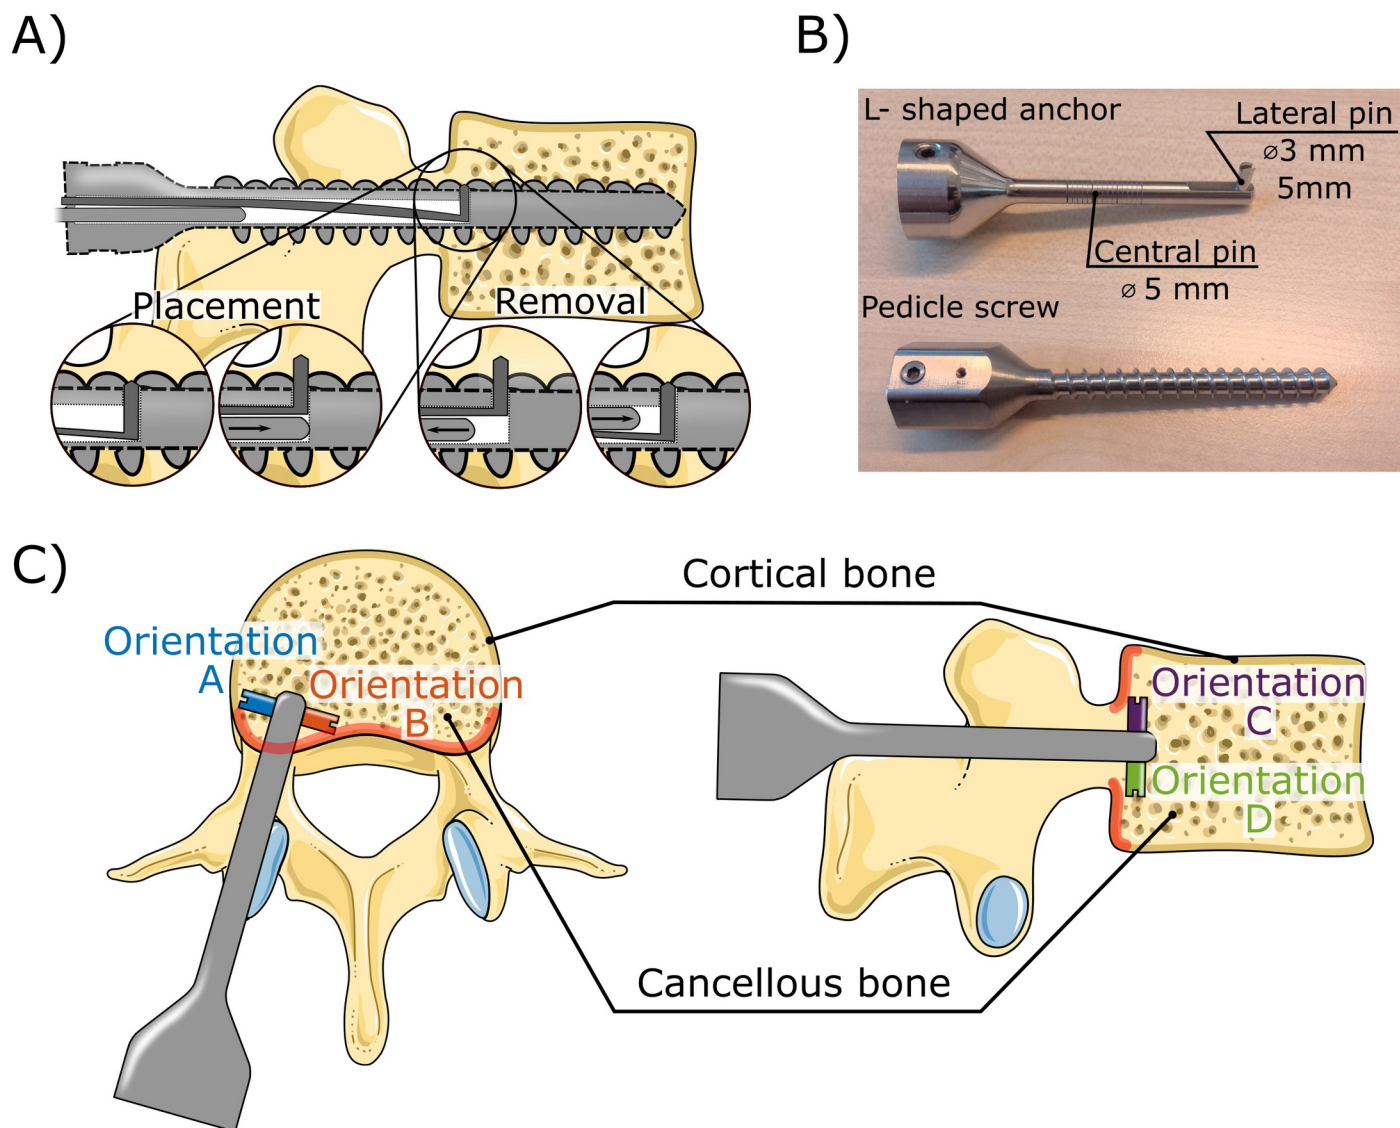 A)
Placement
Removal
B)
L- shaped anchor
Lateral pin
⌀3 mm
5mm
Central pin
⌀ 5 mm
Pedicle screw
C)
Cortical bone
Orientation
A
Orientation
B
Orientation
C
Orientation
D
Cancellous bone